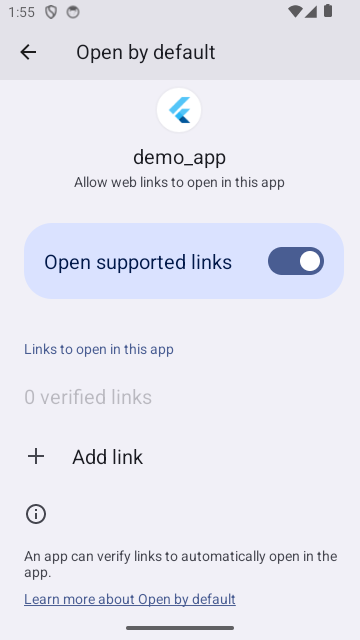 1:55
Open by default
demo_app
Allow web links to open in this app
Open supported links
Links to open in this app
0 verified links
Add link
An app can verify links to automatically open in the
app.
Learn more about Open by default